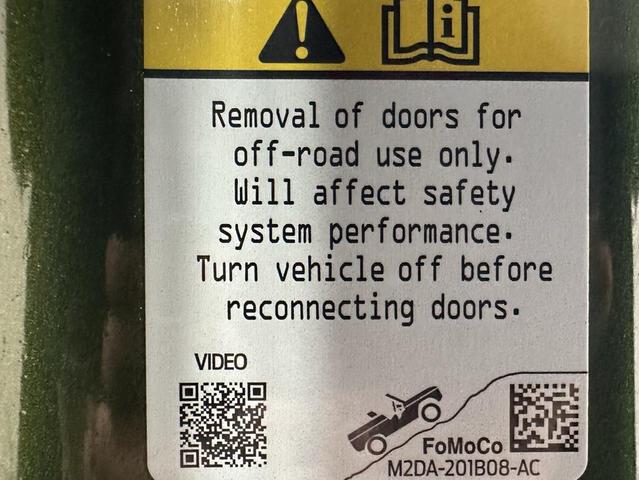 Removal of doors for
off-road use only.
Will affect safety
system performance.
Turn vehicle off before
reconnecting doors.
VIDEO
FoMoCo
M2DA-201B08-AC